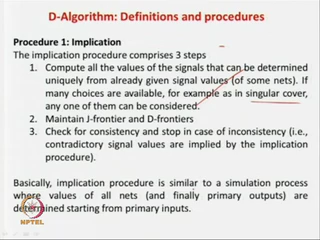 D-Algorithm: Definitions and procedures
Procedure 1: Implication
The implication procedure comprises 3 steps
1. Compute all the values of the signals that can be determined
uniquely from already given signal values (of some nets). If
many choices are available, for example as in singular cover,
any one of them can be considered.
2. Maintain J-frontier and D-frontiers
3. Check for consistency and stop in case of inconsistency (i.e.,
contradictory signal values are implied by the implication
procedure).
Basically, implication procedure is similar to a simulation process
where values of all nets (and finally primary outputs) are
determined starting from primary inputs.
NPTEL